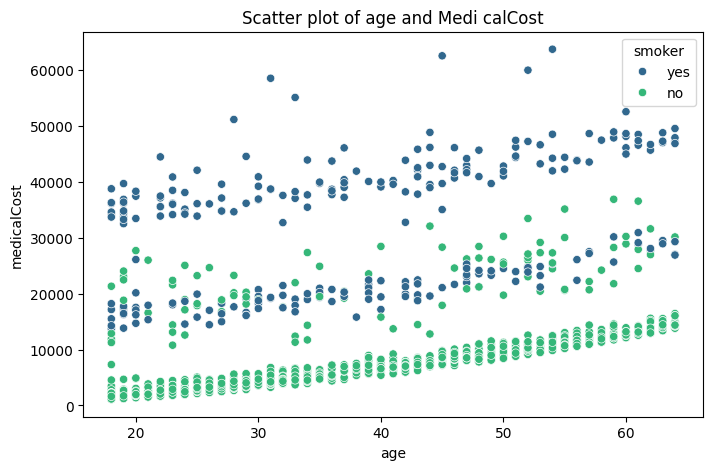 Scatter plot of age and Medi calCost
smoker
yes
no
60000
50000
40000
30000
20000
10000
0
medicalCost
20 30 40 50 60
age